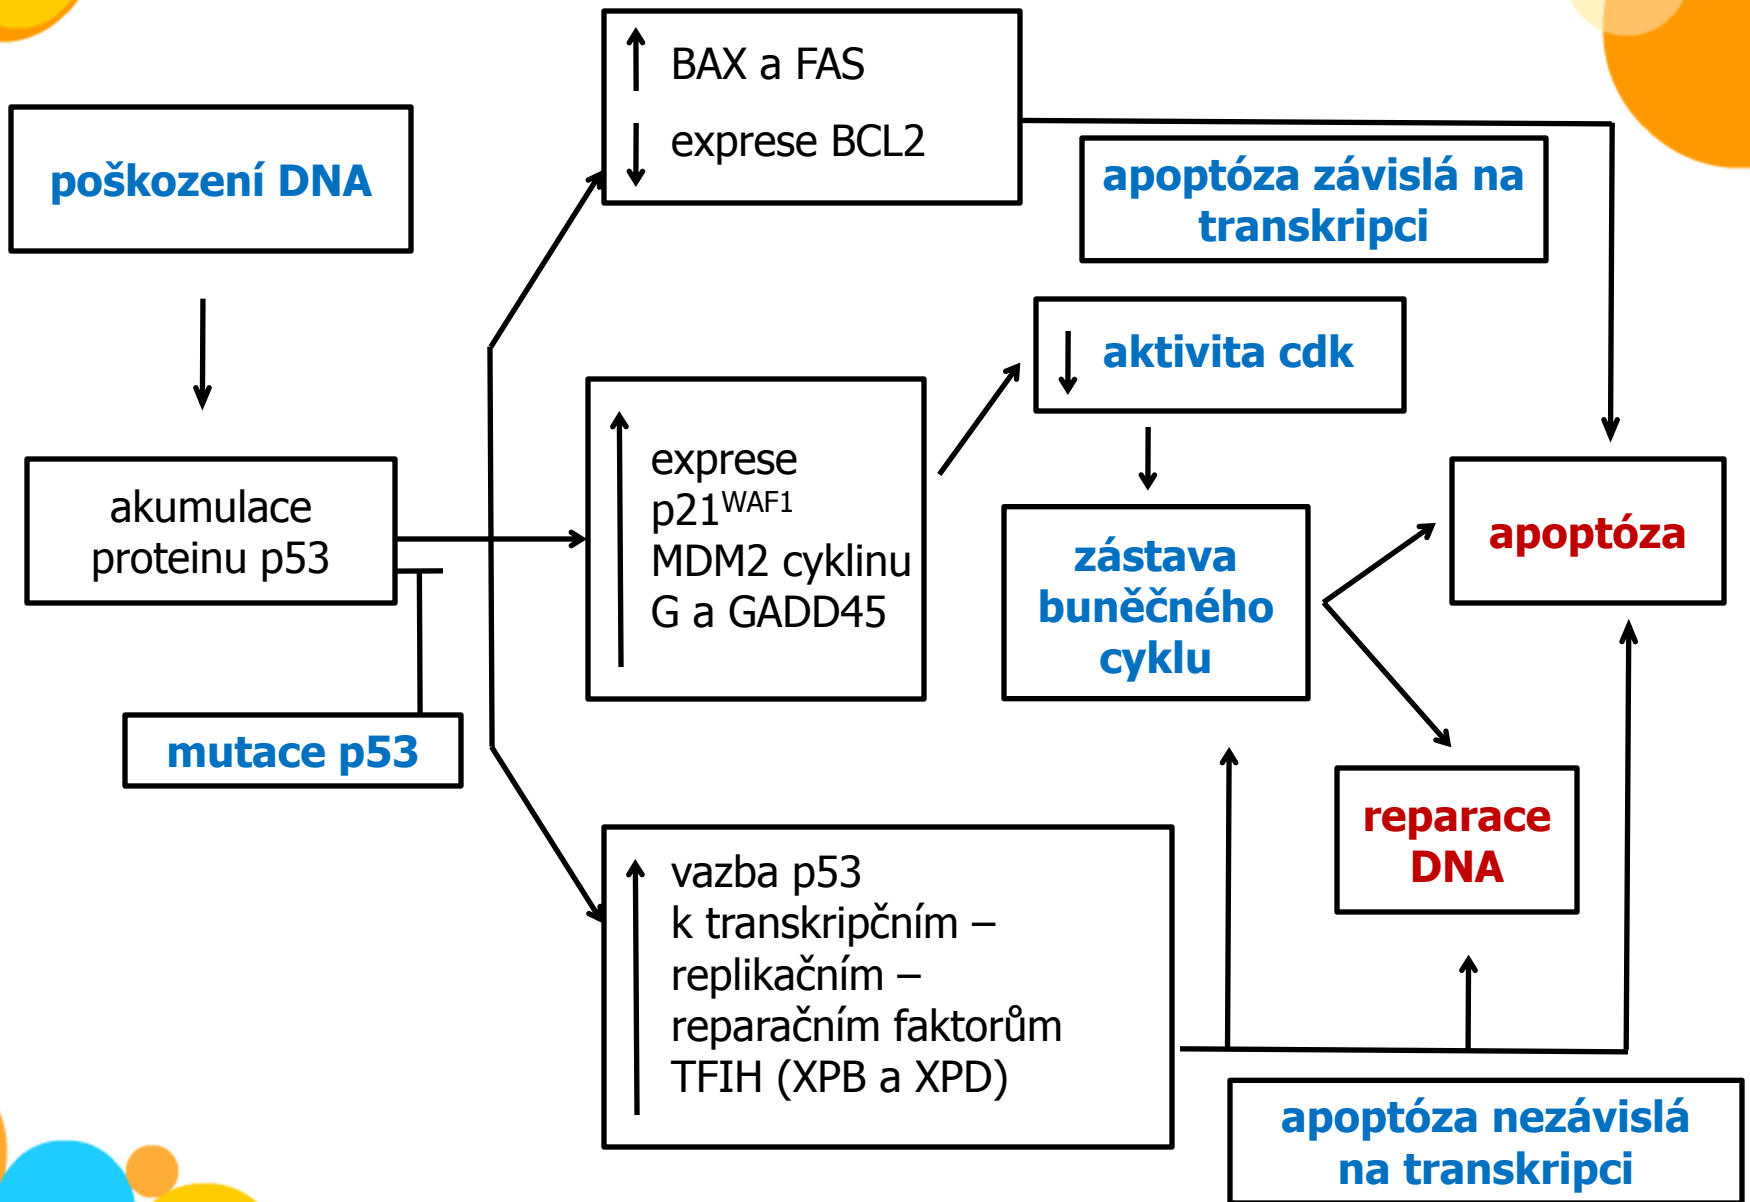 BAX a FAS
exprese BCL2
poškození DNA
apoptóza závislá na
transkripci
aktivita cdk
exprese
p21WAF1
MDM2 cyklinu
G a GADD45
akumulace
proteinu p53
apoptóza
zástava
buněčného
cyklu
mutace p53
reparace
DNA
vazba p53
k transkripčním –
replikačním –
reparačním faktorům
TFIH (XPB a XPD)
apoptóza nezávislá
na transkripci